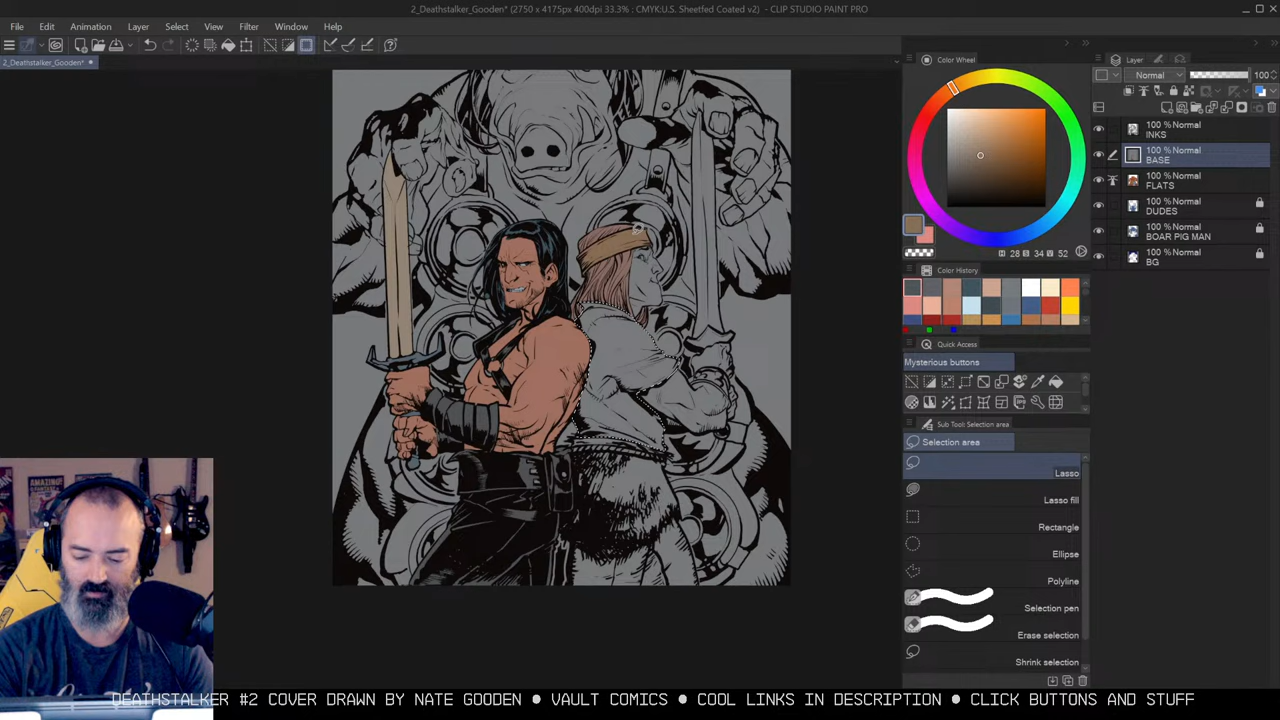 2_Deathstalker_Gooden* (2750 x 4175px 400dpi 33.3% ; CMYK:U.S. Sheetfed Coated v2) - CLIP STUDIO PAINT PRO
File Edit Animation Layer Select View Filter Window Help
2_Deathstalker_Gooden*
Color Wheel
H 28 S 34 V 52
Color History
Quick Access
Mysterious buttons
Sub Tool: Selection area
Selection area
Lasso
Lasso fill
Rectangle
Ellipse
Polyline
Selection pen
Erase selection
Shrink selection
Layer
Normal 100
100 % Normal
INKS
100 % Normal
BASE
100 % Normal
FLATS
100 % Normal
DUDES
100 % Normal
BOAR PIG MAN
100 % Normal
BG
AMAZING
DEATHSTALKER #2 COVER DRAWN BY NATE GOODEN ● VAULT COMICS ● COOL LINKS IN DESCRIPTION ● CLICK BUTTONS AND STUFF